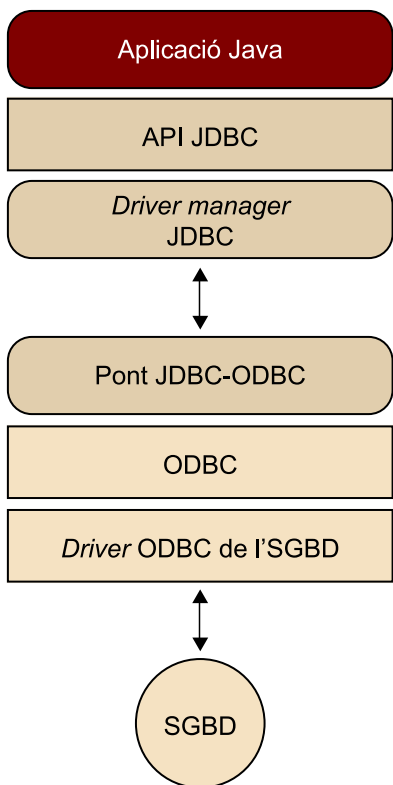 Aplicació Java
API JDBC
Driver manager
JDBC
Pont JDBC-ODBC
ODBC
Driver ODBC de l’SGBD
SGBD